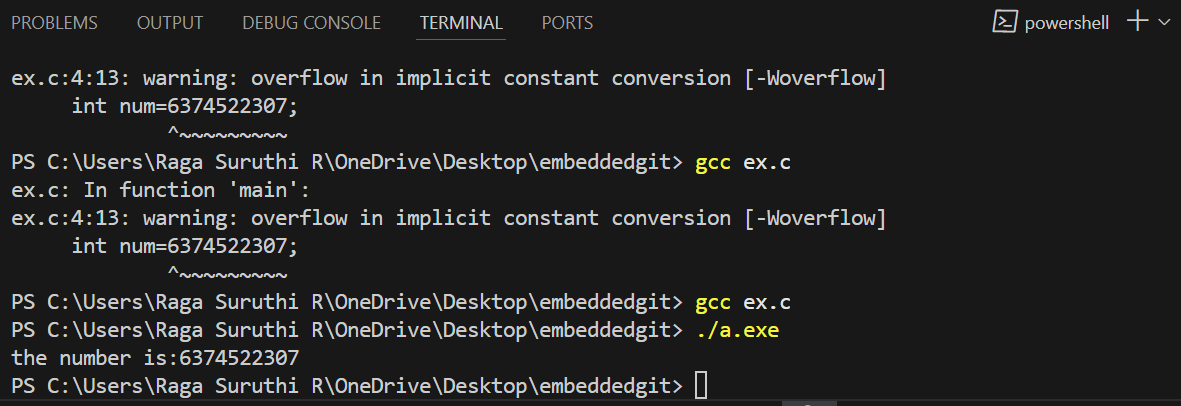 PROBLEMS OUTPUT DEBUG CONSOLE TERMINAL PORTS powershell
ex.c:4:13: warning: overflow in implicit constant conversion [-Woverflow]
     int num=6374522307;
             ^~~~~~~~~~
PS C:\Users\Raga Suruthi R\OneDrive\Desktop\embeddedgit> gcc ex.c
ex.c: In function 'main':
ex.c:4:13: warning: overflow in implicit constant conversion [-Woverflow]
     int num=6374522307;
             ^~~~~~~~~~
PS C:\Users\Raga Suruthi R\OneDrive\Desktop\embeddedgit> gcc ex.c
PS C:\Users\Raga Suruthi R\OneDrive\Desktop\embeddedgit> ./a.exe
the number is:6374522307
PS C:\Users\Raga Suruthi R\OneDrive\Desktop\embeddedgit>